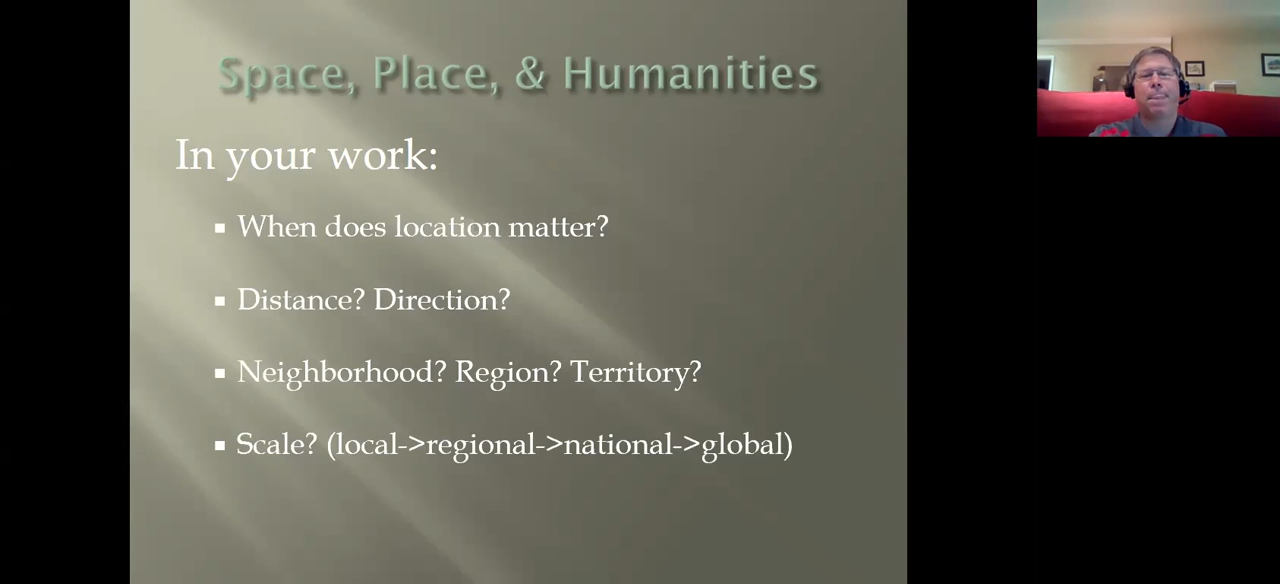 Space, Place, & Humanities
In your work:
▪ When does location matter?
▪ Distance? Direction?
▪ Neighborhood? Region? Territory?
▪ Scale? (local->regional->national->global)